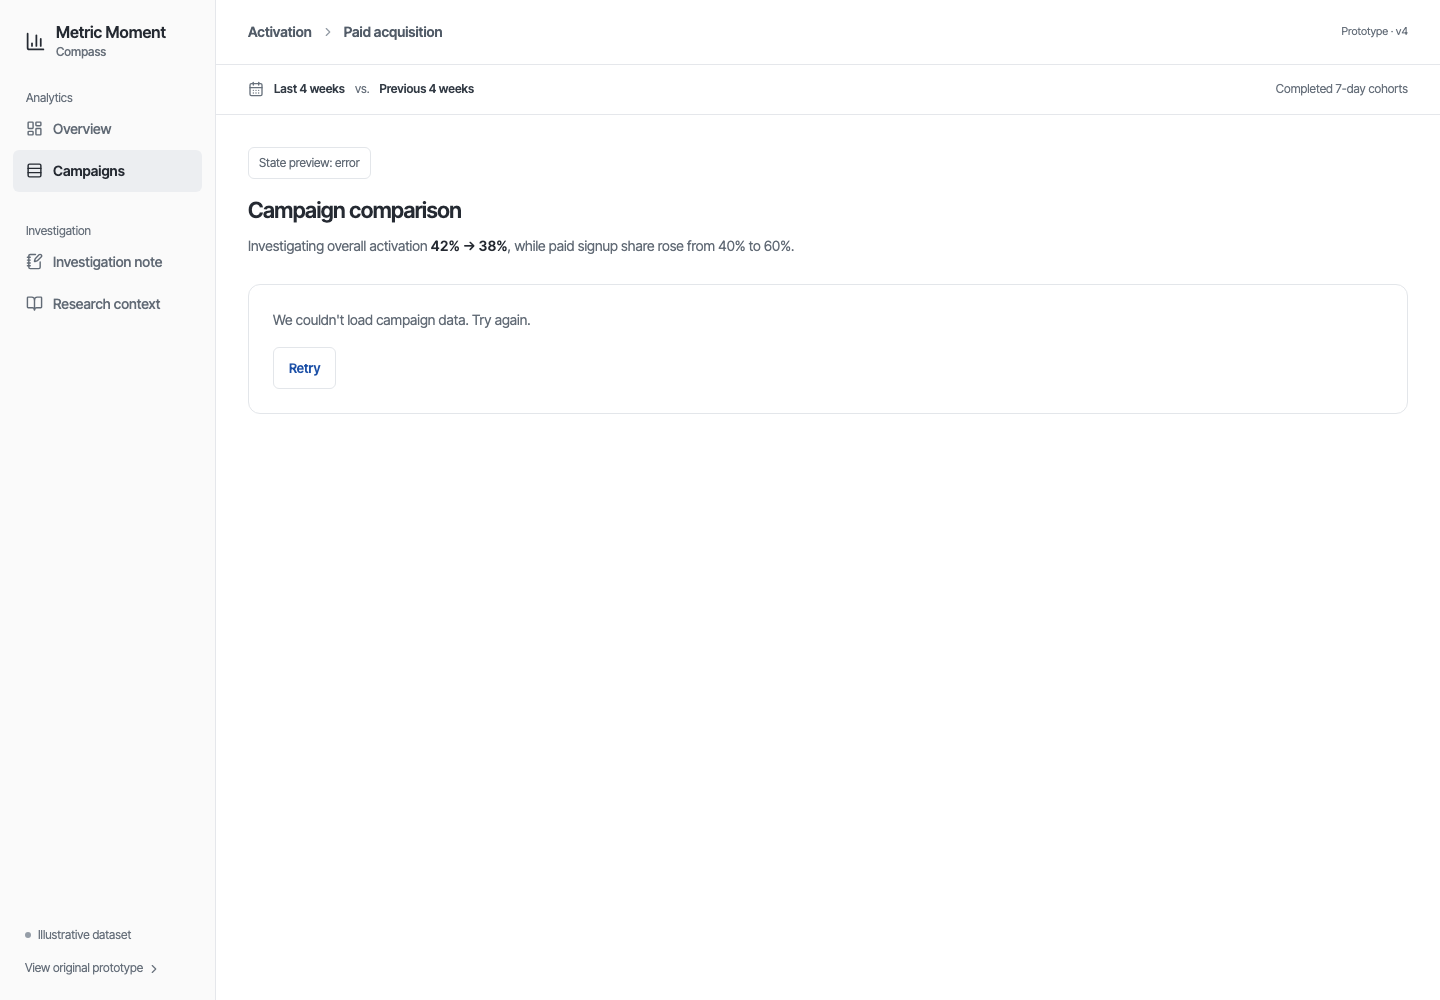 Metric Moment
Compass
Analytics
Overview
Campaigns
Investigation
Investigation note
Research context
Illustrative dataset
View original prototype
Activation > Paid acquisition
Prototype · v4
Last 4 weeks vs. Previous 4 weeks
Completed 7-day cohorts
State preview: error
Campaign comparison
Investigating overall activation 42% → 38%, while paid signup share rose from 40% to 60%.
We couldn't load campaign data. Try again.
Retry